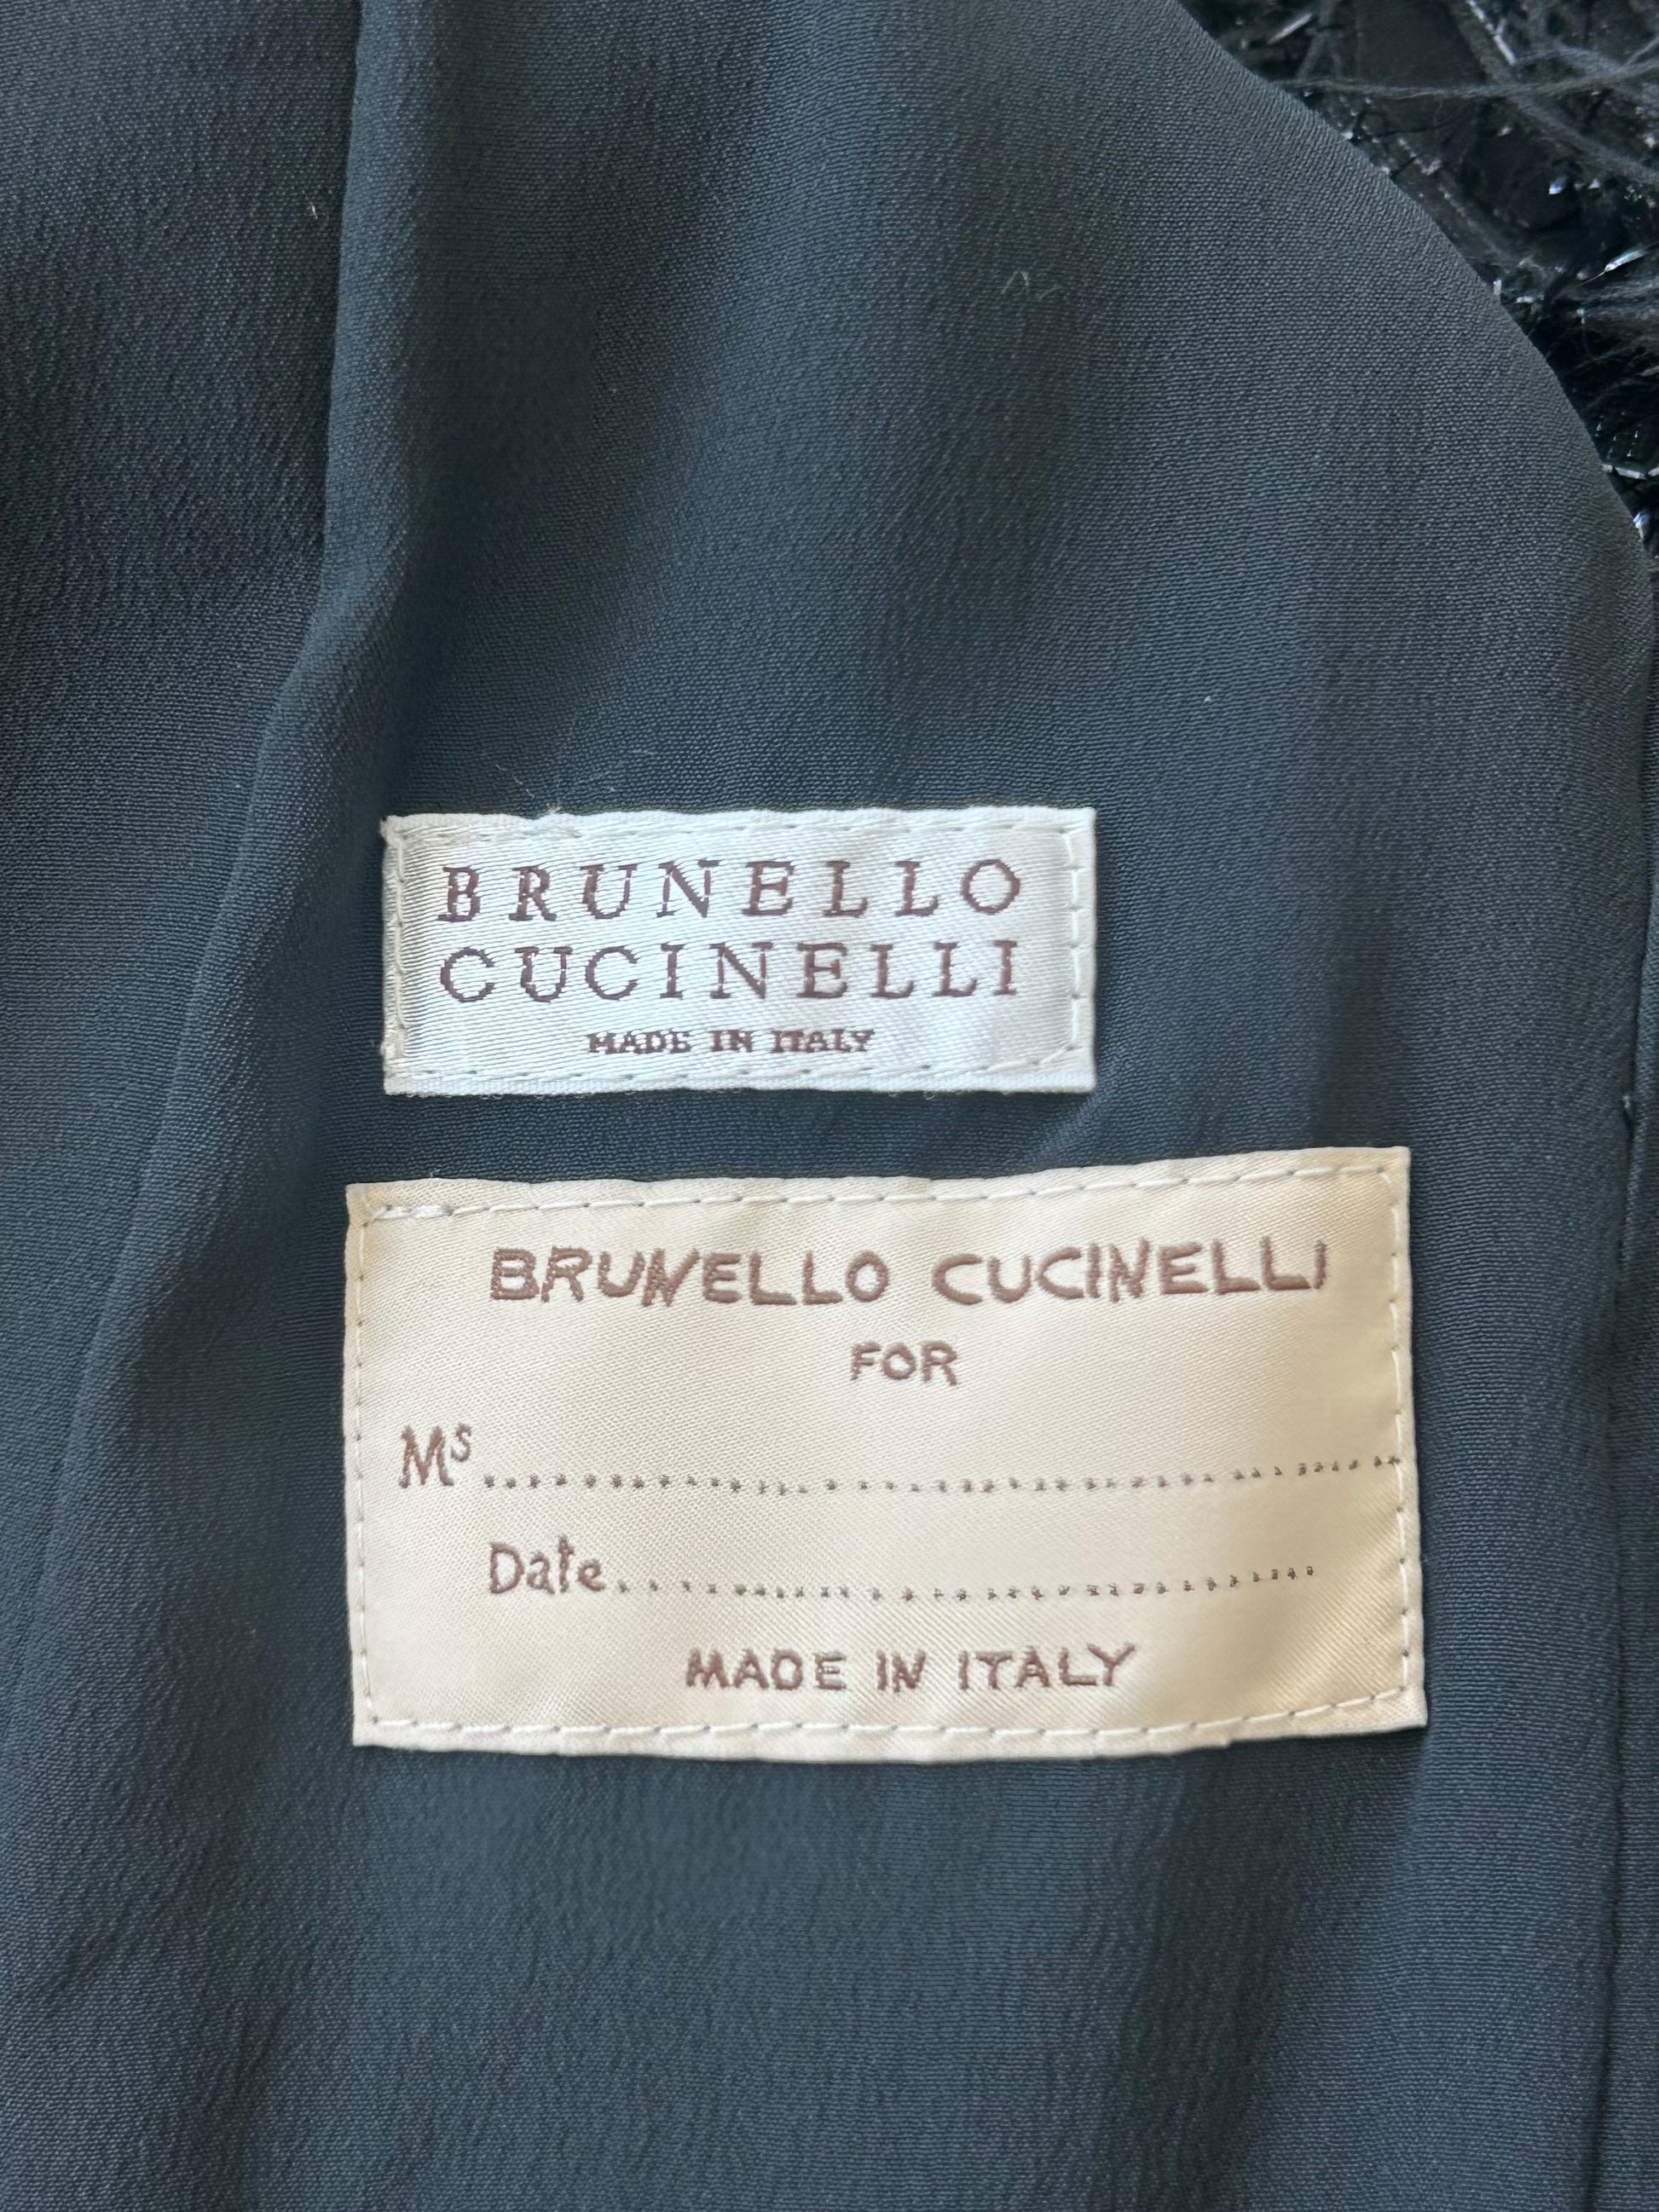 BRUNELLO
CUCINELLI
MADE IN ITALY
BRUNELLO CUCINELLI
FOR
Ms..........................................
Date..............................
MADE IN ITALY